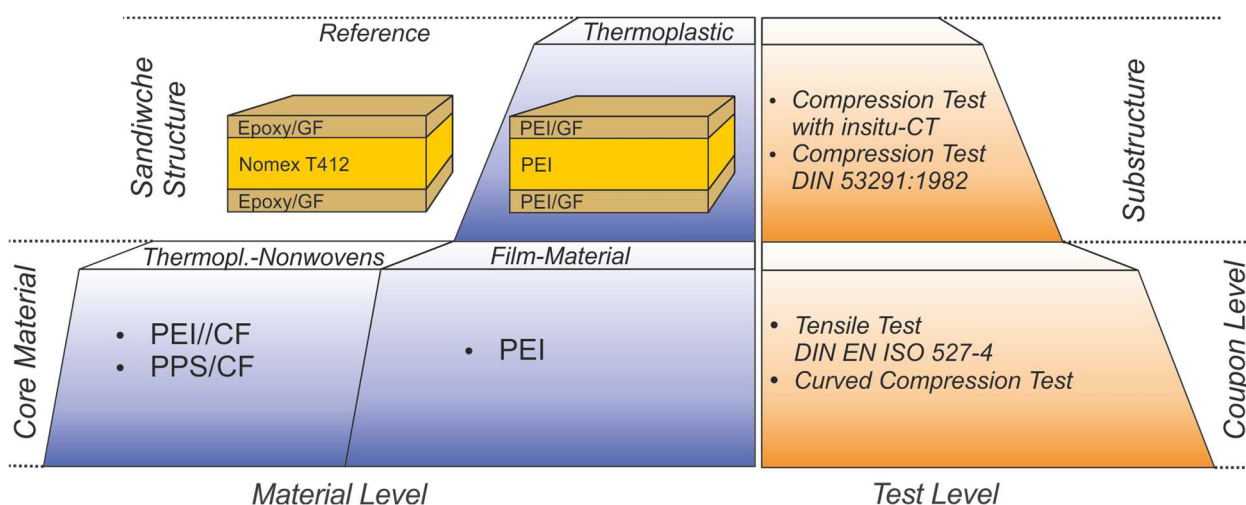 Reference
Thermoplastic
Sandiwche
Structure
Epoxy/GF
Nomex T412
Epoxy/GF
PEI/GF
PEI
PEI/GF
• Compression Test
with insitu-CT
• Compression Test
DIN 53291:1982
Substructure
Core Material
Thermopl.-Nonwovens
Film-Material
• PEI//CF
• PPS/CF
• PEI
• Tensile Test
DIN EN ISO 527-4
• Curved Compression Test
Coupon Level
Material Level
Test Level